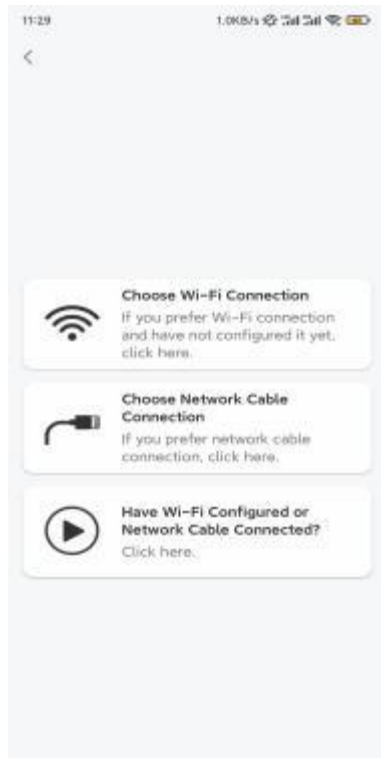 11:29
1.0KB/s
Choose Wi-Fi Connection
If you prefer Wi-Fi connection
and have not configured it yet,
click here.
Choose Network Cable
Connection
If you prefer network cable
connection, click here.
Have Wi-Fi Configured or
Network Cable Connected?
Click here.